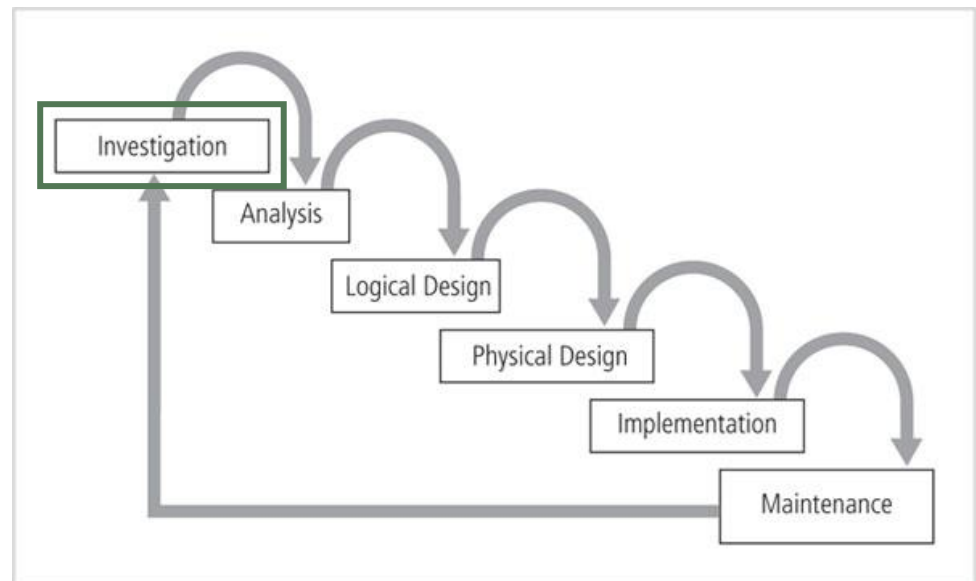 Investigation
Analysis
Logical Design
Physical Design
Implementation
Maintenance